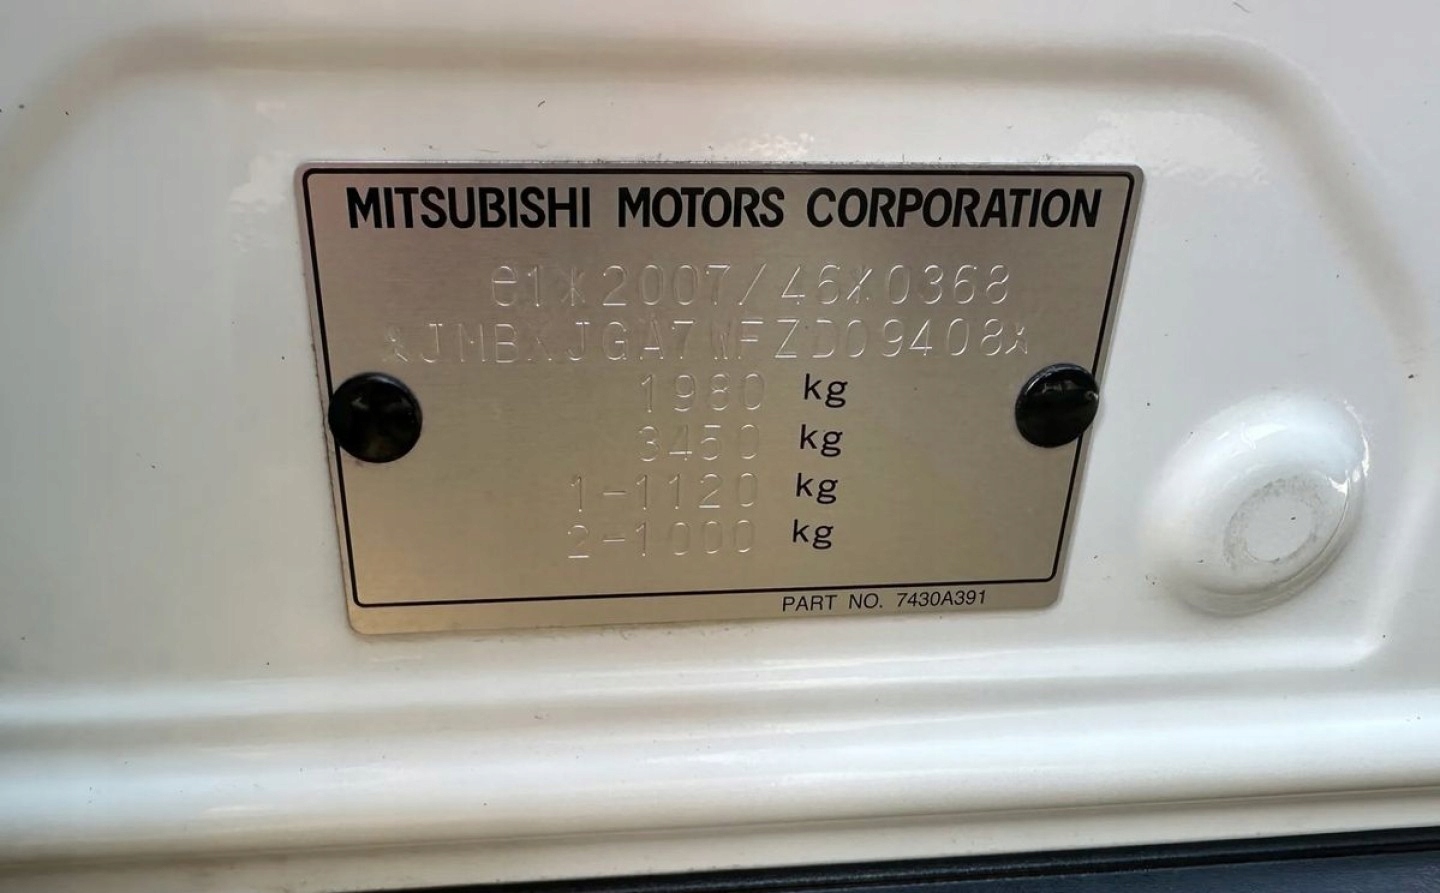 MITSUBISHI MOTORS CORPORATION
e1*2007/46*0368
*JMBXJGA7WFZD09408*
1980 kg
3450 kg
1-1120 kg
2-1000 kg
PART NO. 7430A391